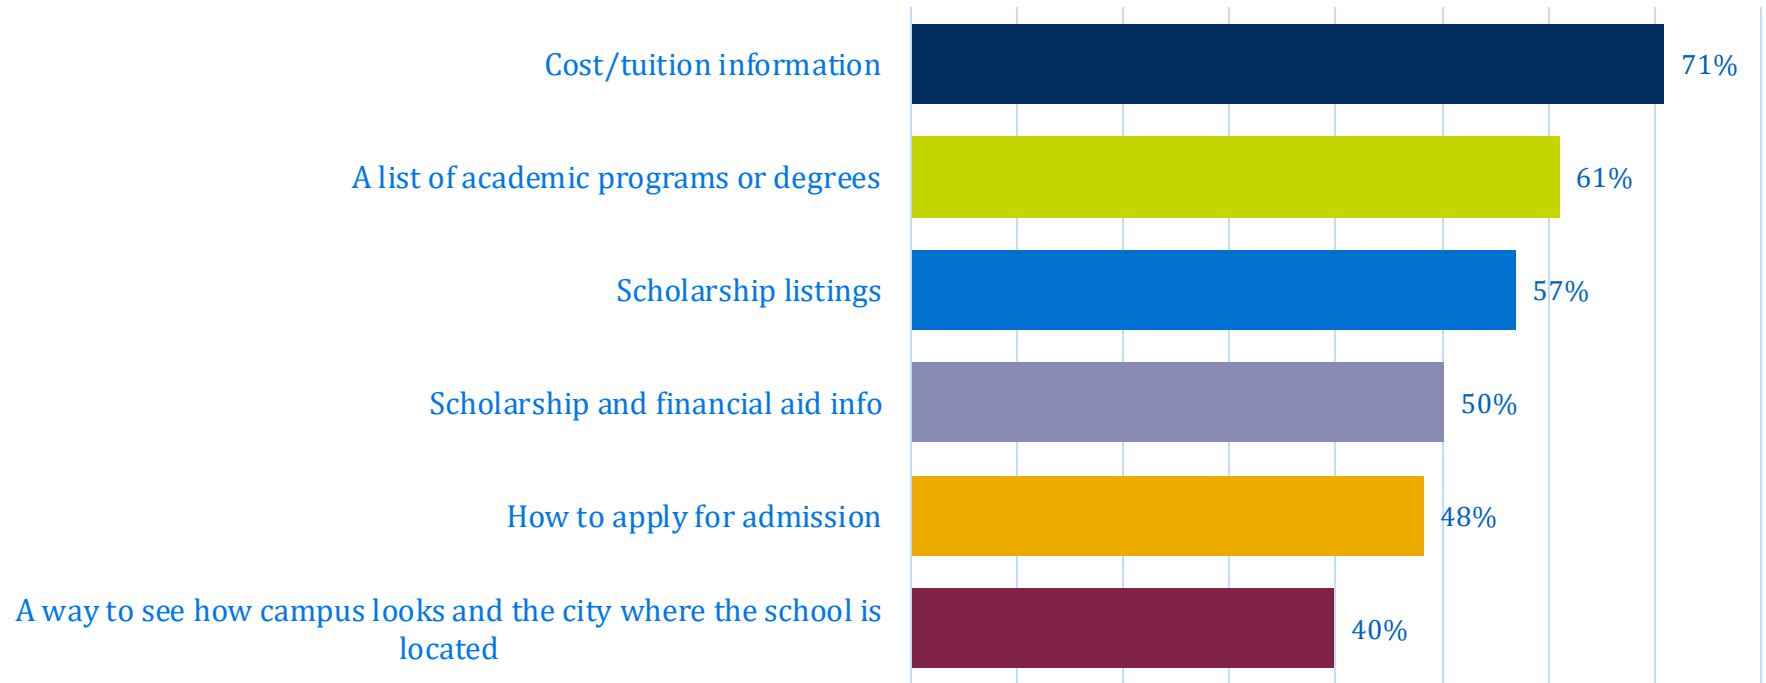 Cost/tuition information
71%
A list of academic programs or degrees
61%
Scholarship listings
57%
Scholarship and financial aid info
50%
How to apply for admission
48%
A way to see how campus looks and the city where the school is
located
40%